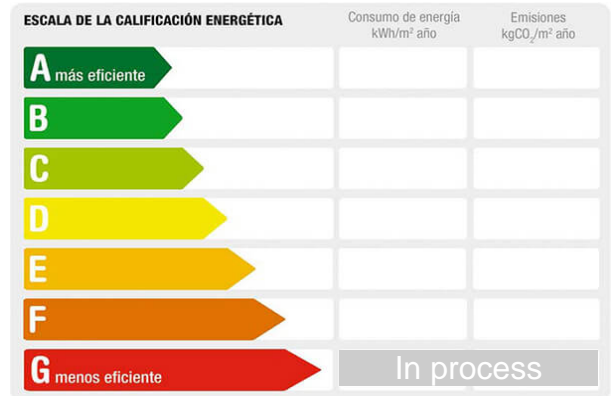 ESCALA DE LA CALIFICACIÓN ENERGÉTICA
Consumo de energía
kWh/m² año
Emisiones
kgCO₂/m² año
A más eficiente
B
C
D
E
F
G menos eficiente
In process